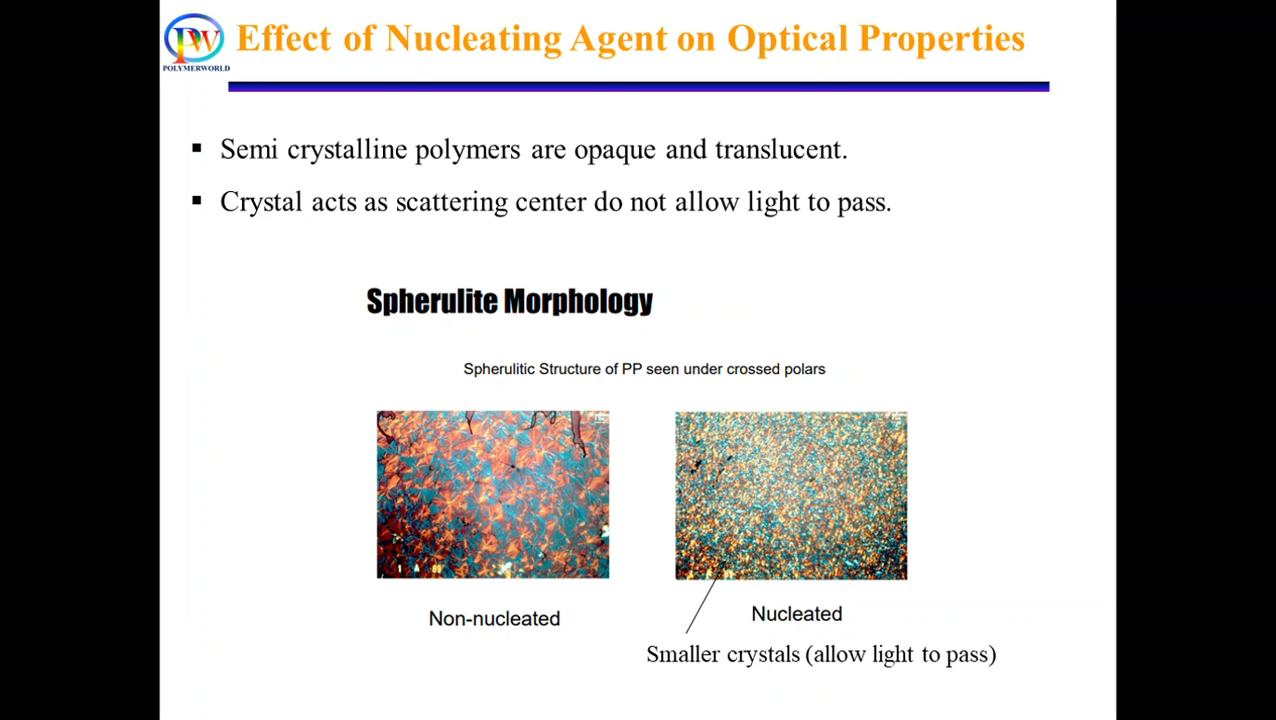 PW
POLYMERWORLD
Effect of Nucleating Agent on Optical Properties
Semi crystalline polymers are opaque and translucent.
Crystal acts as scattering center do not allow light to pass.
Spherulite Morphology
Spherulitic Structure of PP seen under crossed polars
Non-nucleated
Nucleated
Smaller crystals (allow light to pass)